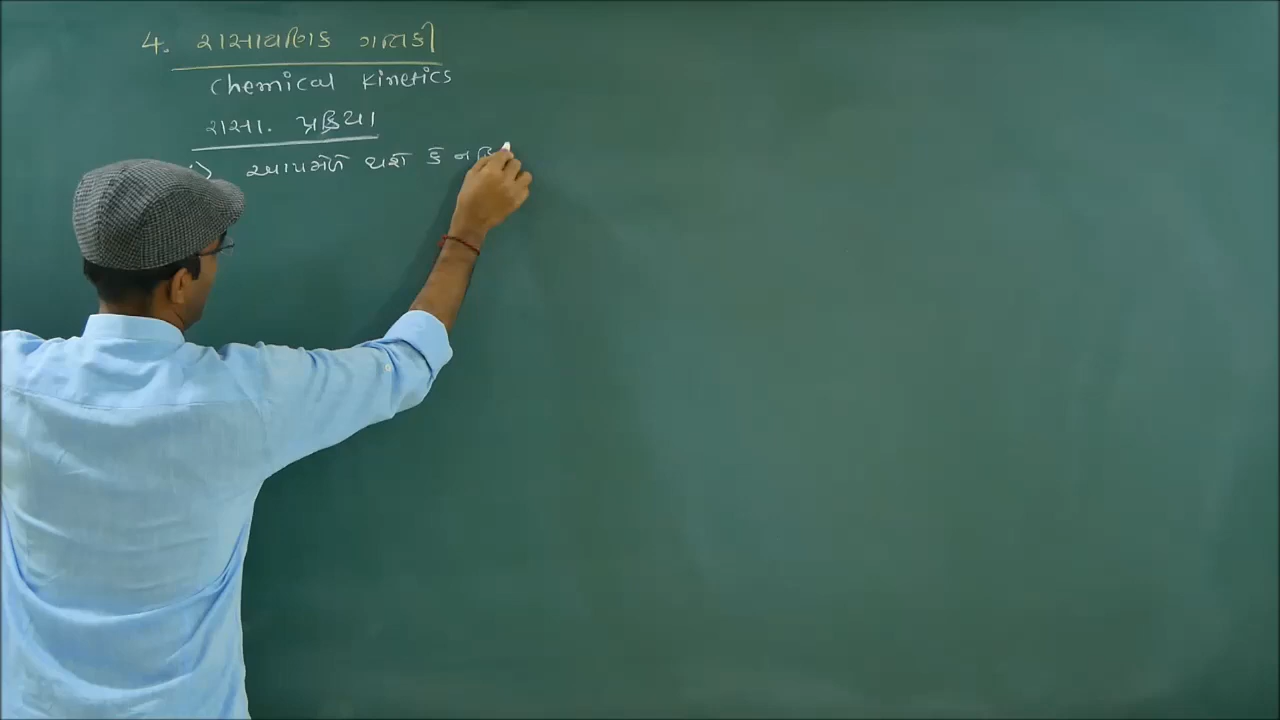 4. રાસાયણિક ગતિકી
Chemical Kinetics
રાસા. પ્રક્રિયા
આપમેળે થશે કે નહિ